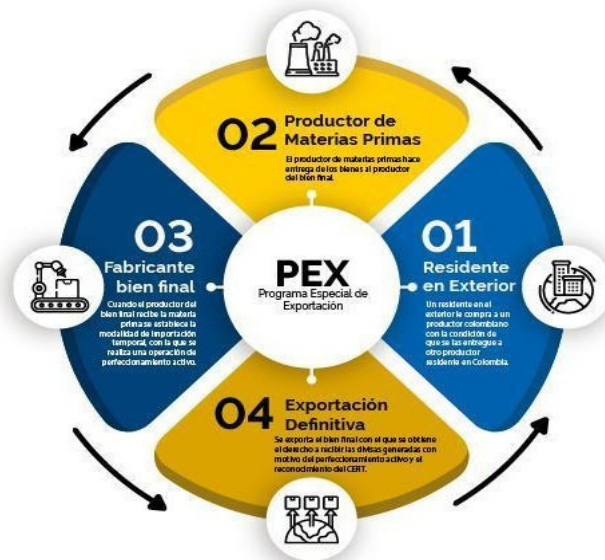 PEX
Programa Especial de
Exportación
01
Residente
en Exterior
Un residente en el
exterior le compra a un
productor colombiano
con la condición de
que se las entregue a
otro productor
residente en Colombia.
02
Productor de
Materias Primas
El productor de materias primas hace
entrega de los bienes al productor
del bien final.
03
Fabricante
bien final
Cuando el productor del
bien final recibe la materia
prima se establece la
modalidad de importación
temporal, con la que se
realiza una operación de
perfeccionamiento activo.
04
Exportación
Definitiva
Se exporta el bien final con el que se obtiene
el derecho a recibir las divisas generadas con
motivo del perfeccionamiento activo y el
reconocimiento del CERT.